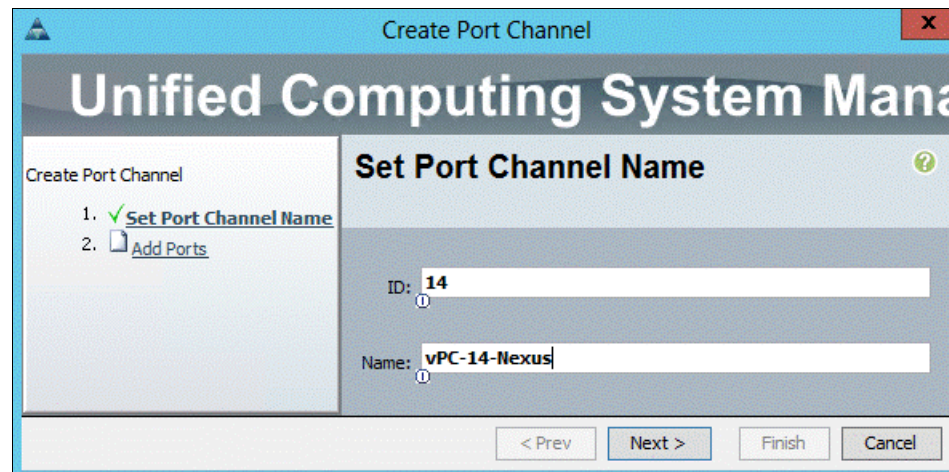 Create Port Channel
x
Unified Computing System Mana
Create Port Channel
1. Set Port Channel Name
2. Add Ports
Set Port Channel Name
?
ID: 14
Name: vPC-14-Nexus
< Prev
Next >
Finish
Cancel